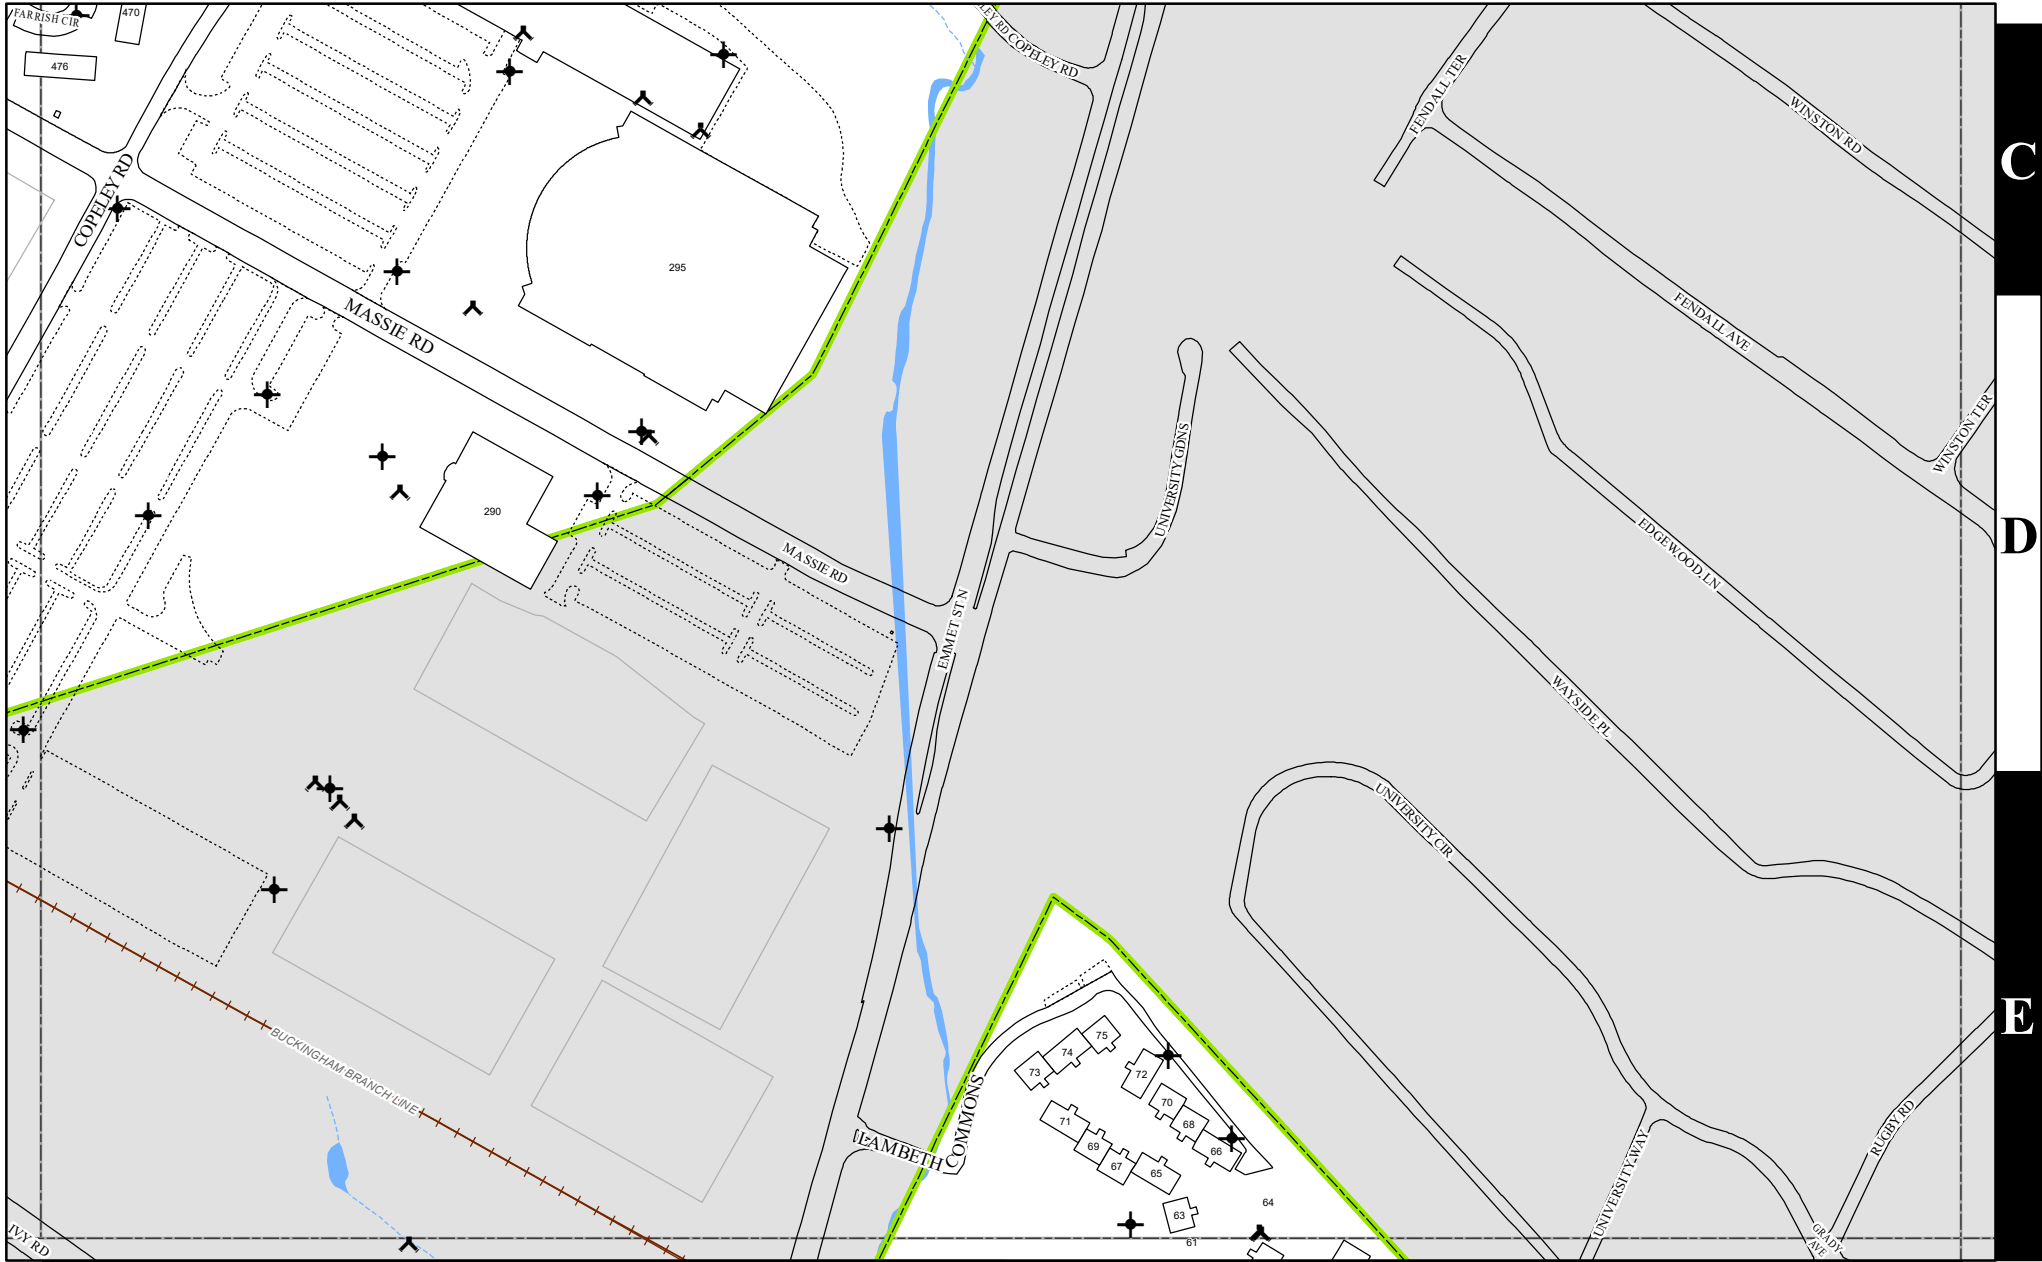 FARRISH CIR
470
476
LEY RD
COPELEY RD
FENDALL TER
WINSTON RD
C
COPELEY RD
295
MASSIE RD
FENDALL AVE
WINSTON TER
UNIVERSITY GDNS
290
MASSIE RD
EDGEWOOD LN
D
EMMET ST N
WAYSIDE PL
UNIVERSITY CIR
E
BUCKINGHAM BRANCH LINE
75
74
73
72
70
68
66
71
69
67
65
63
64
61
LAMBETH COMMONS
RUGBY RD
UNIVERSITY WAY
GRADY
AVE
IVY RD